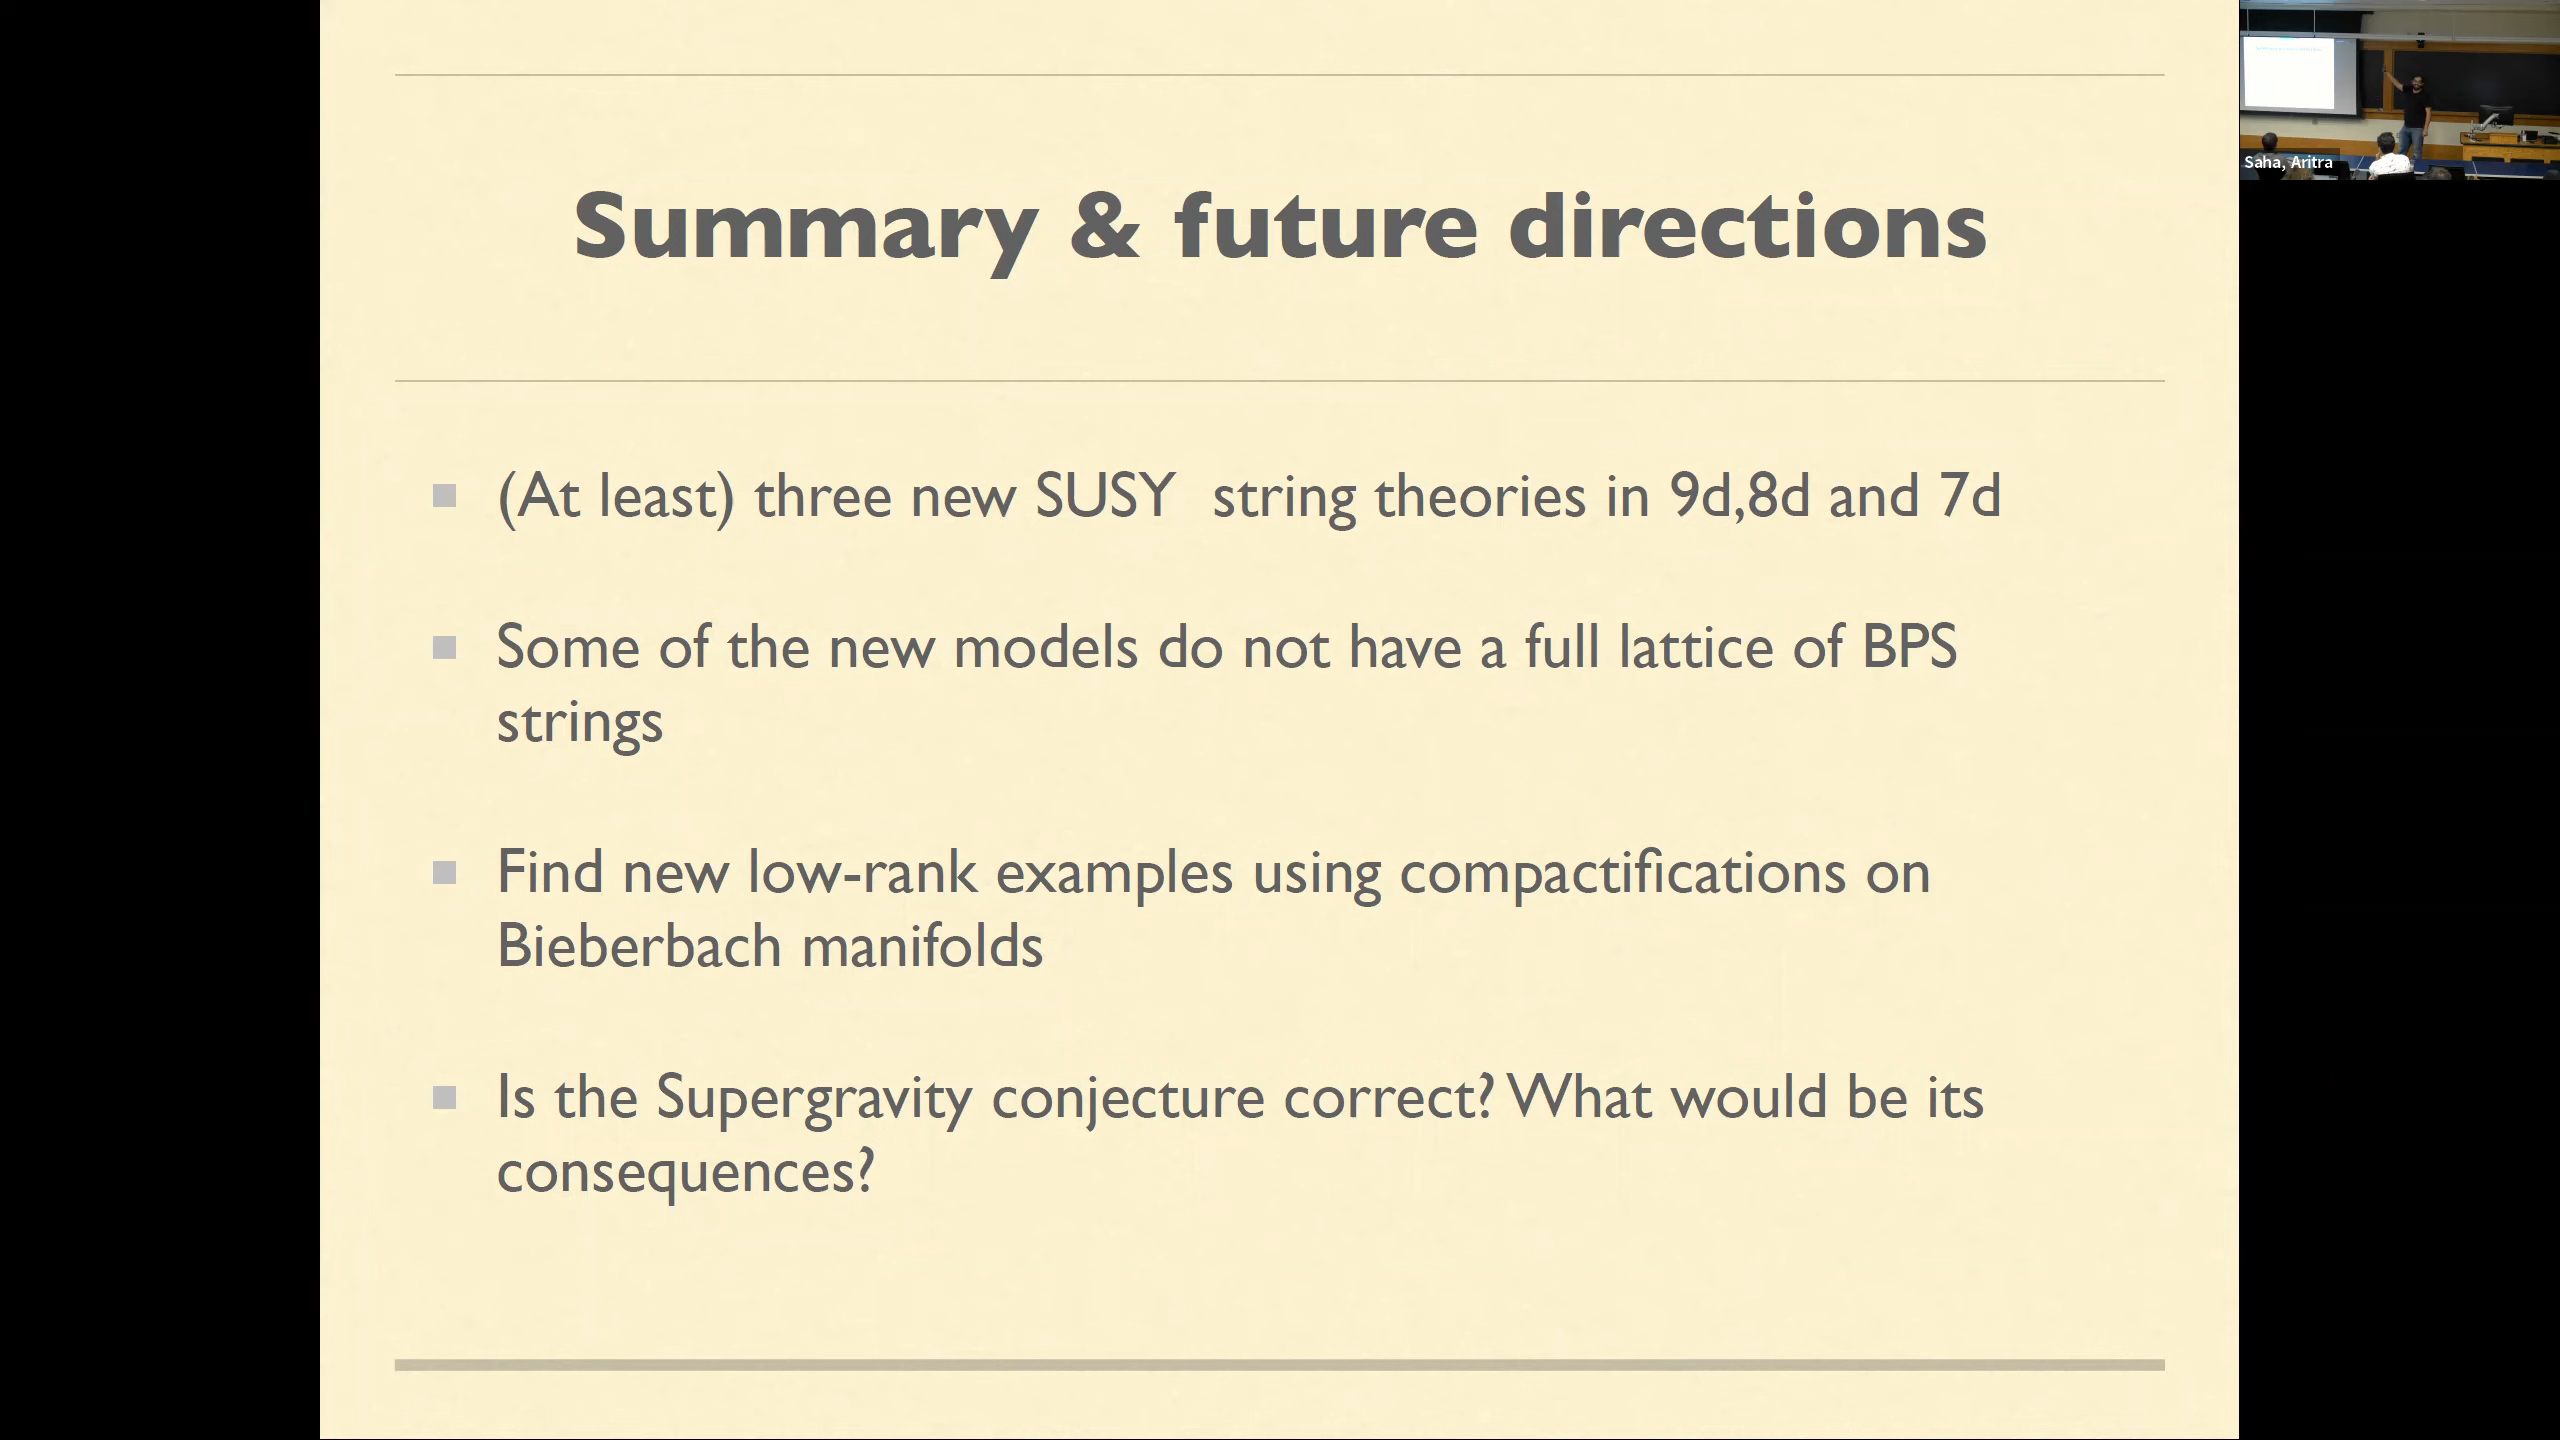 Summary & future directions
(At least) three new SUSY string theories in 9d,8d and 7d
Some of the new models do not have a full lattice of BPS
strings
Find new low-rank examples using compactifications on
Bieberbach manifolds
Is the Supergravity conjecture correct? What would be its
consequences?
Saha, Aritra